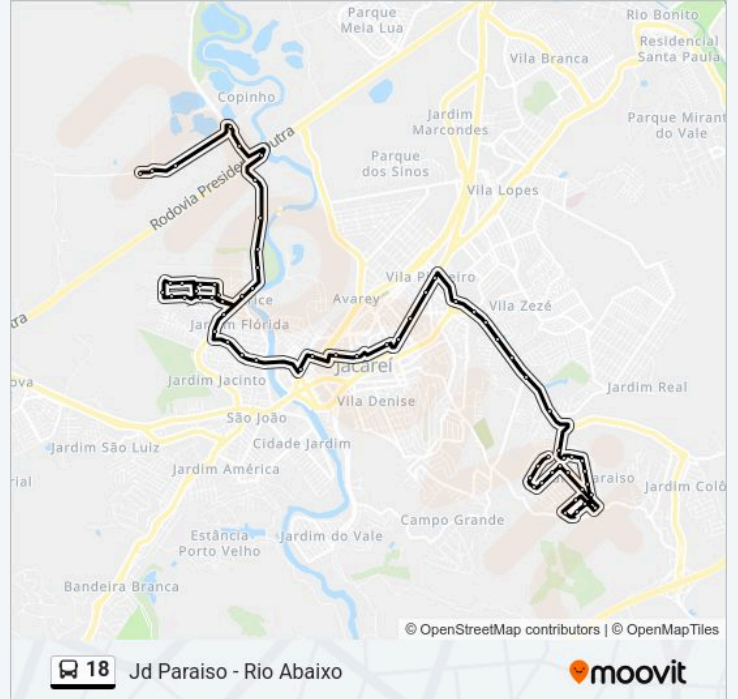 Parque
Meia Lua
Rio Bonito
Residencial
Santa Paula
Vila Branca
Copinho
Jardim
Marcondes
Parque Mirant
do Vale
Parque
dos Sinos
Rodovia Presidente Dutra
Vila Lopes
Vila Pinheiro
Avarey
Vila Zezé
Jardim Flórida
Jacareí
Jardim Jacinto
Jardim Real
ova
São João
Vila Denise
Cidade Jardim
Jardim São Luiz
Jardim América
rial
Jardim Colô
Campo Grande
Estância
Porto Velho
Jardim do Vale
Bandeira Branca
© OpenStreetMap contributors | © OpenMapTiles
18 Jd Paraiso - Rio Abaixo
moovit